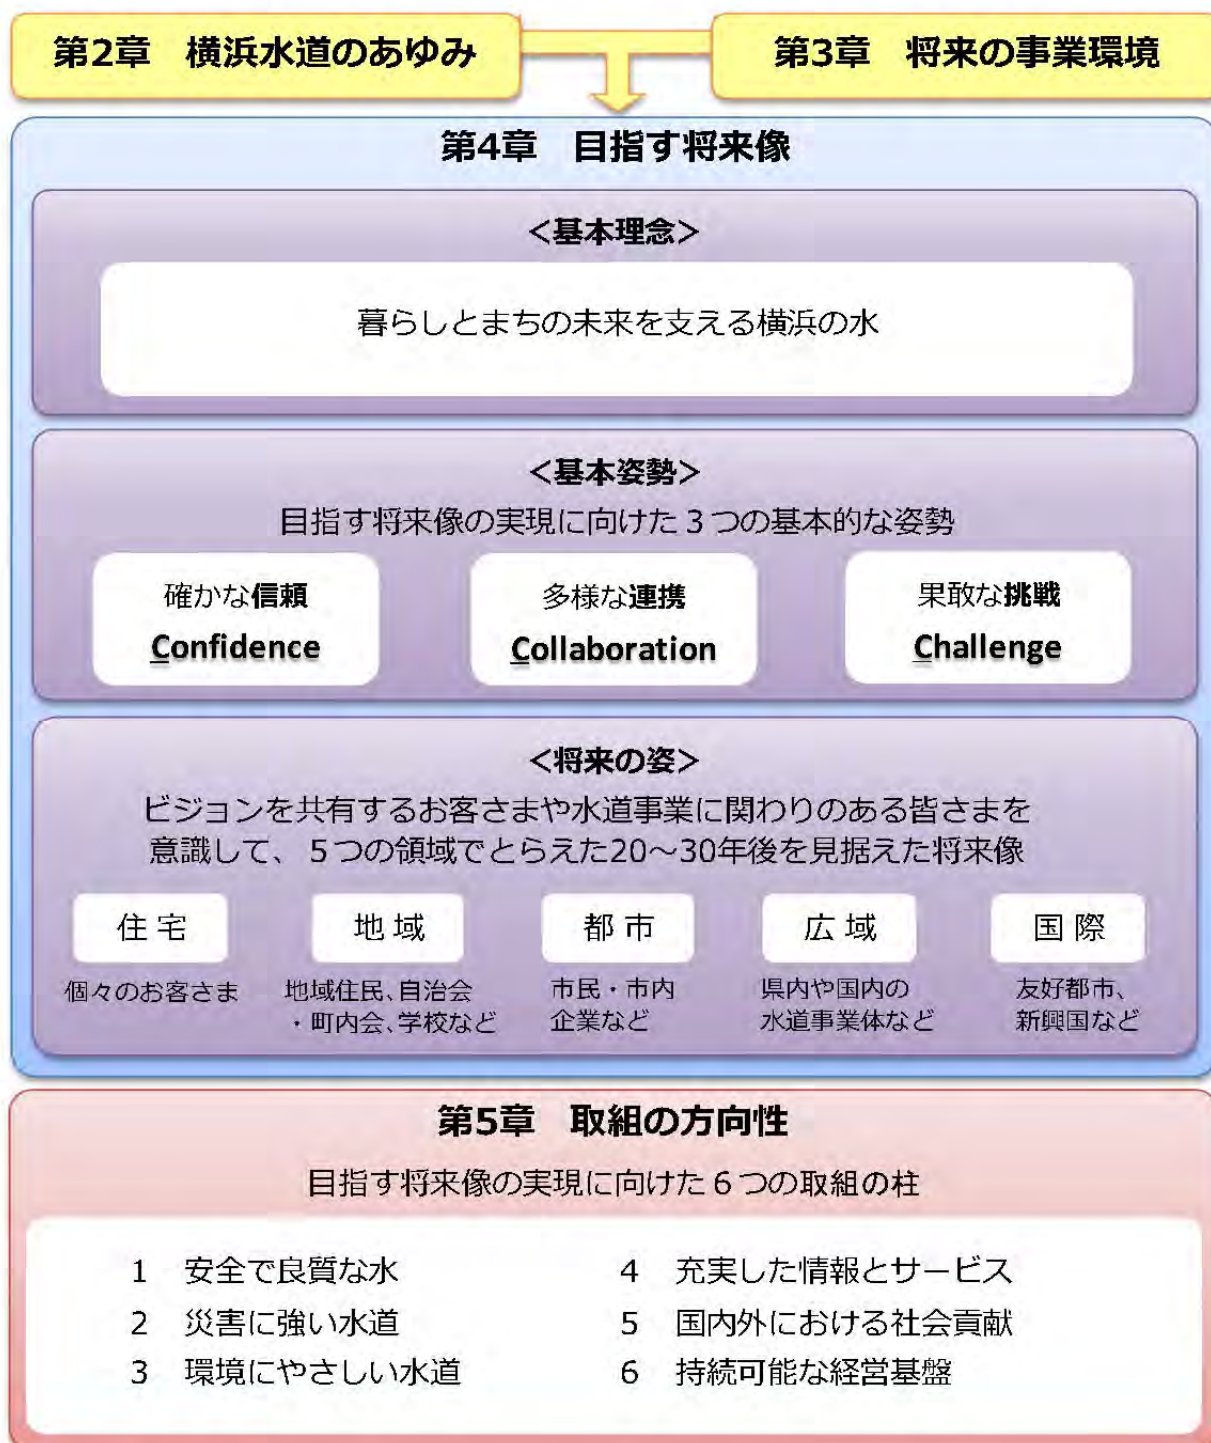 第2章　横浜水道のあゆみ
第3章　将来の事業環境
第4章　目指す将来像
＜基本理念＞
暮らしとまちの未来を支える横浜の水
＜基本姿勢＞
目指す将来像の実現に向けた３つの基本的な姿勢
確かな信頼
Confidence
多様な連携
Collaboration
果敢な挑戦
Challenge
＜将来の姿＞
ビジョンを共有するお客さまや水道事業に関わりのある皆さまを
意識して、５つの領域でとらえた20～30年後を見据えた将来像
住 宅
個々のお客さま
地 域
地域住民、自治会
・町内会、学校など
都 市
市民・市内
企業など
広 域
県内や国内の
水道事業体など
国 際
友好都市、
新興国など
第5章　取組の方向性
目指す将来像の実現に向けた６つの取組の柱
1　安全で良質な水
2　災害に強い水道
3　環境にやさしい水道
4　充実した情報とサービス
5　国内外における社会貢献
6　持続可能な経営基盤